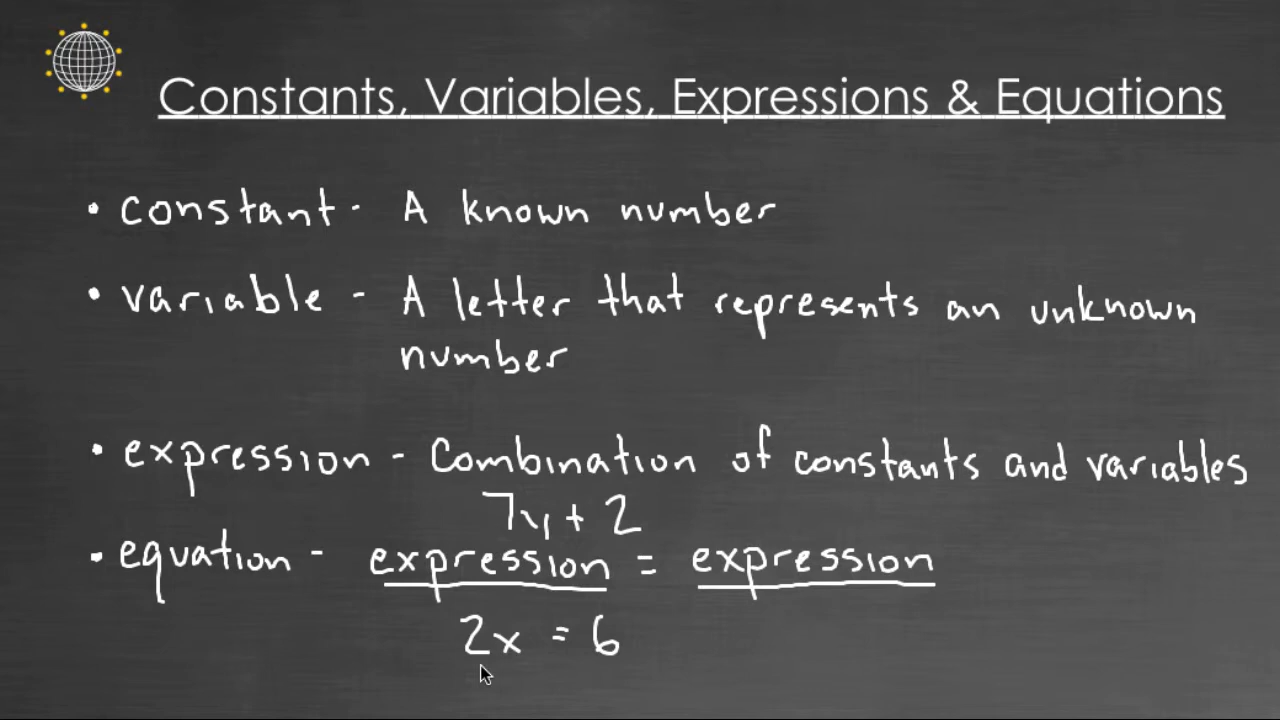 Constants, Variables, Expressions & Equations
• constant - A known number
• variable - A letter that represents an unknown
number
• expression - Combination of constants and variables
7x + 2
• equation - expression = expression
2x = 6